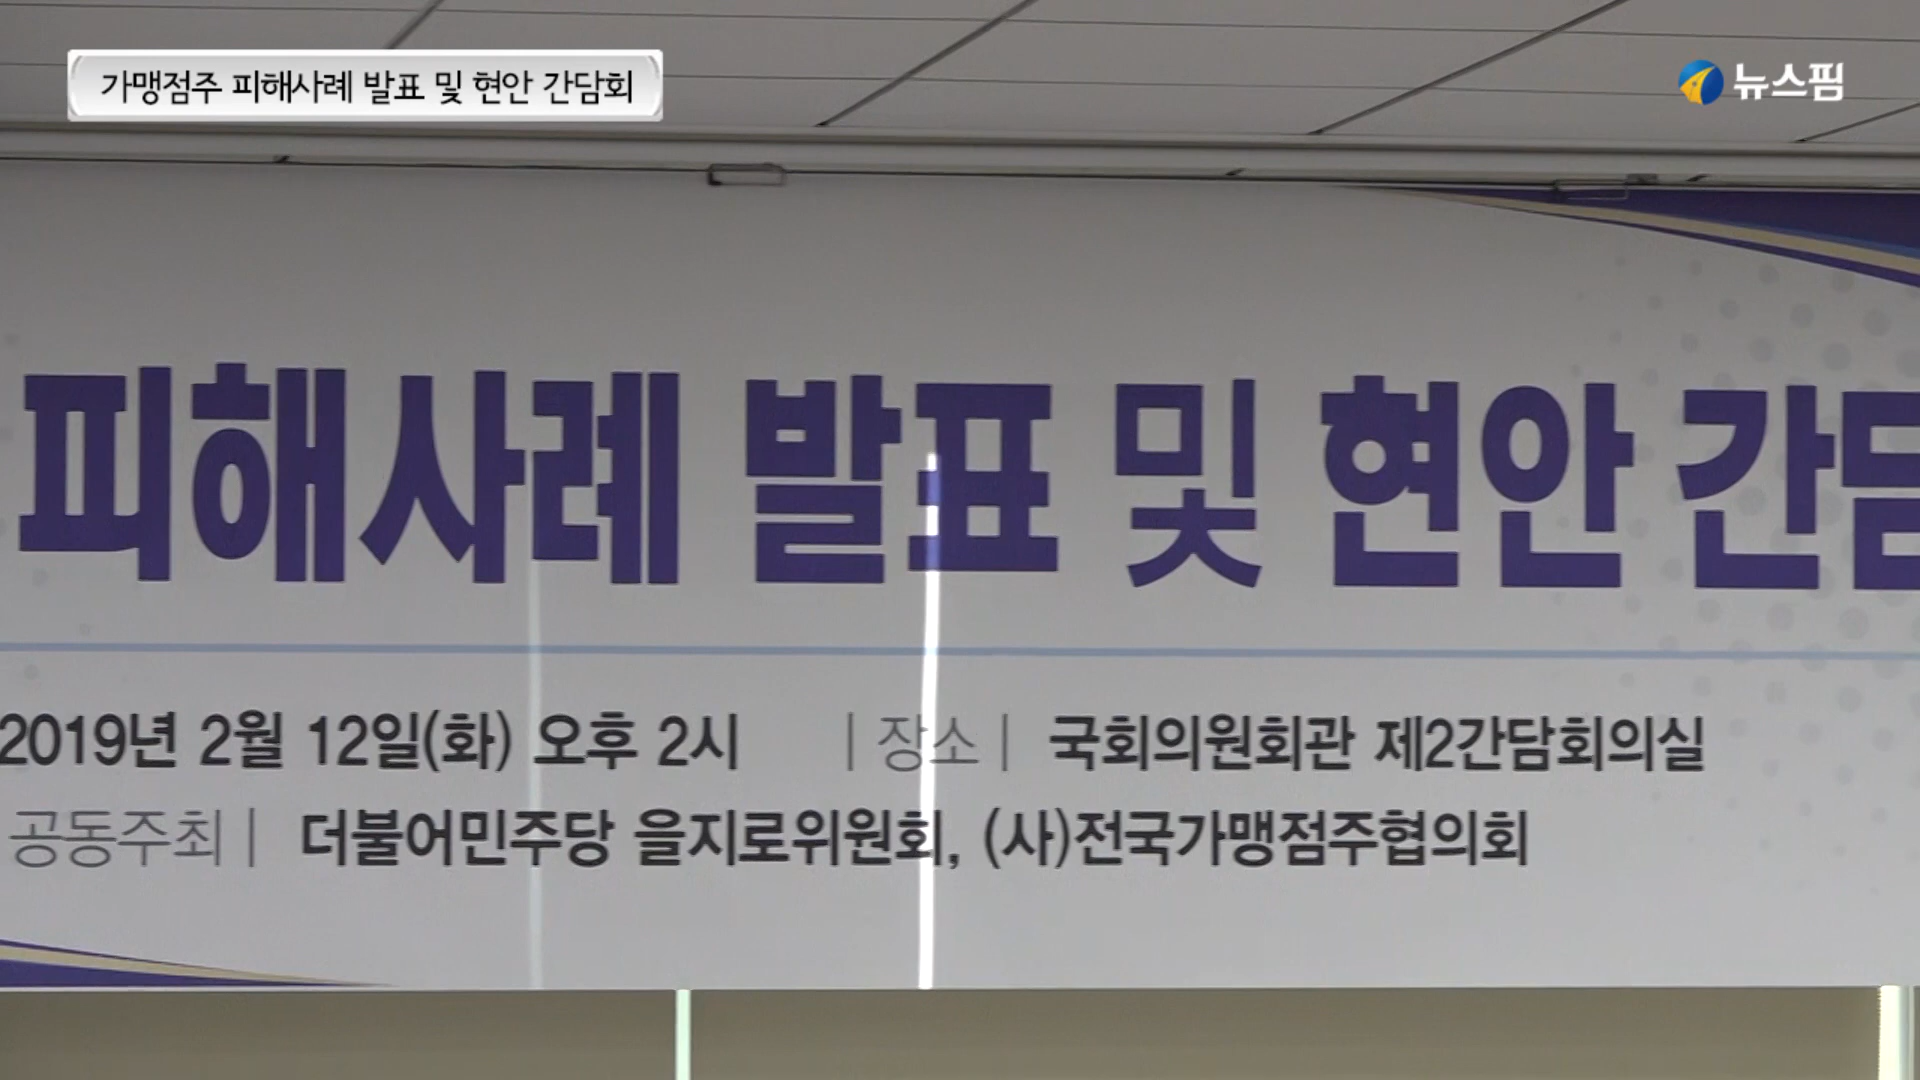 가맹점주 피해사례 발표 및 현안 간담회
뉴스핌
피해사례 발표 및 현안 간담
2019년 2월 12일(화) 오후 2시 | 장소 | 국회의원회관 제2간담회의실
공동주최 | 더불어민주당 을지로위원회, (사)전국가맹점주협의회